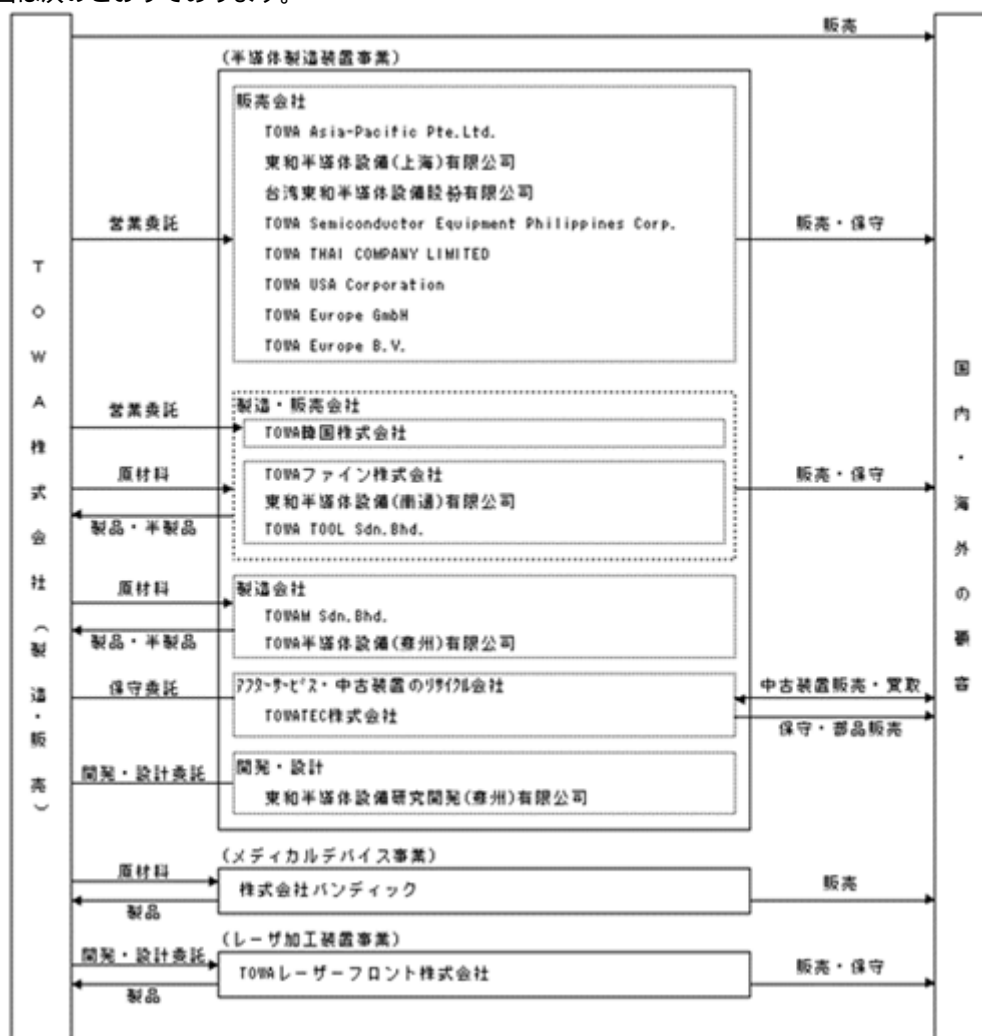 図は次のとおりであります。
販売
(半導体製造装置事業)
販売会社
TOWA Asia-Pacific Pte.Ltd.
東和半導体設備(上海)有限公司
台湾東和半導体設備股份有限公司
営業委託
TOWA Semiconductor Equipment Philippines Corp.
販売・保守
TOWA THAI COMPANY LIMITED
TOWA USA Corporation
TOWA Europe GmbH
TOWA Europe B.V.
TOWA株式会社(製造・販売)
国内・海外の顧客
製造・販売会社
営業委託
TOWA韓国株式会社
原材料
TOWAファイン株式会社
販売・保守
東和半導体設備(南通)有限公司
製品・半製品
TOWA TOOL Sdn.Bhd.
原材料
製造会社
TOWAM Sdn.Bhd.
製品・半製品
TOWA半導体設備(蘇州)有限公司
保守委託
アフターサービス・中古装置のリサイクル会社
中古装置販売・買取
TOWATEC株式会社
保守・部品販売
開発・設計委託
開発・設計
東和半導体設備研究開発(蘇州)有限公司
(メディカルデバイス事業)
原材料
株式会社バンディック
販売
製品
(レーザ加工装置事業)
開発・設計委託
TOWAレーザーフロント株式会社
販売・保守
製品